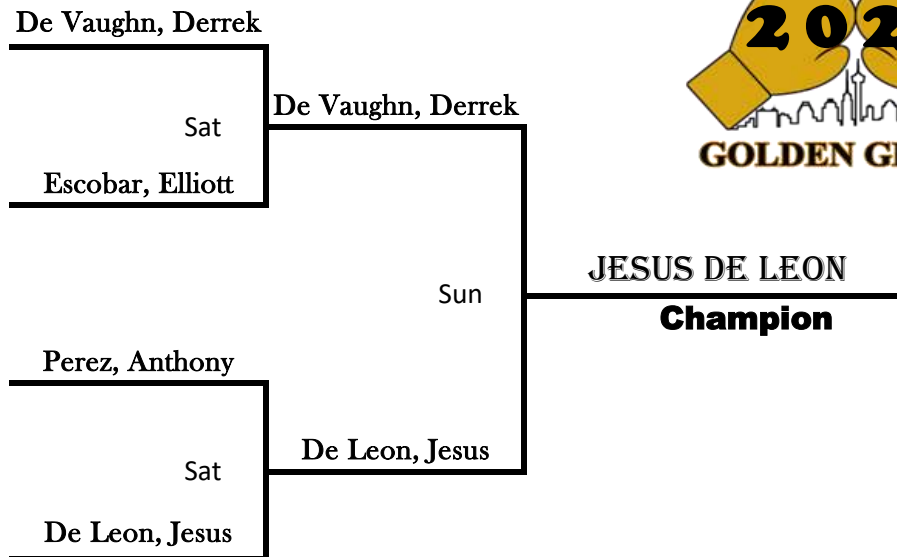 De Vaughn, Derrek
De Vaughn, Derrek
Sat
Escobar, Elliott
GOLDEN
JESUS DE LEON
Sun
Champion
Perez, Anthony
De Leon, Jesus
Sat
De Leon, Jesus